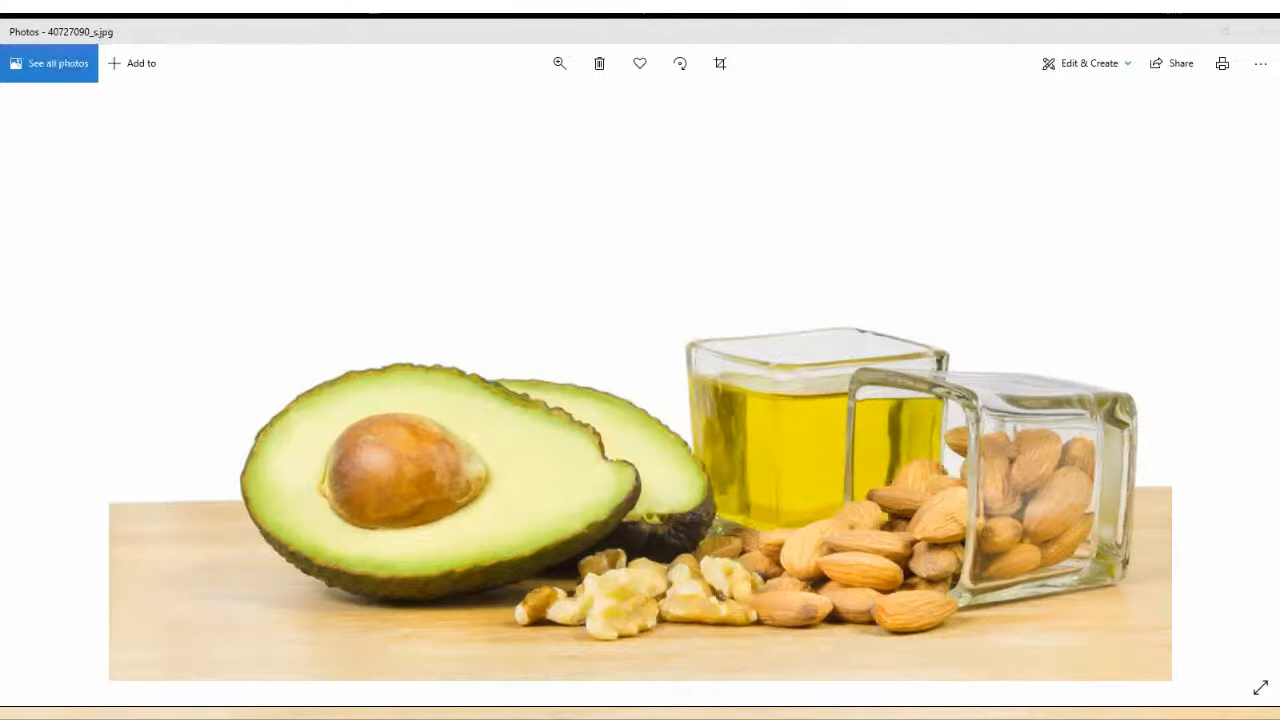 Photos - 40727090_s.jpg
See all photos
Add to
Edit & Create
Share